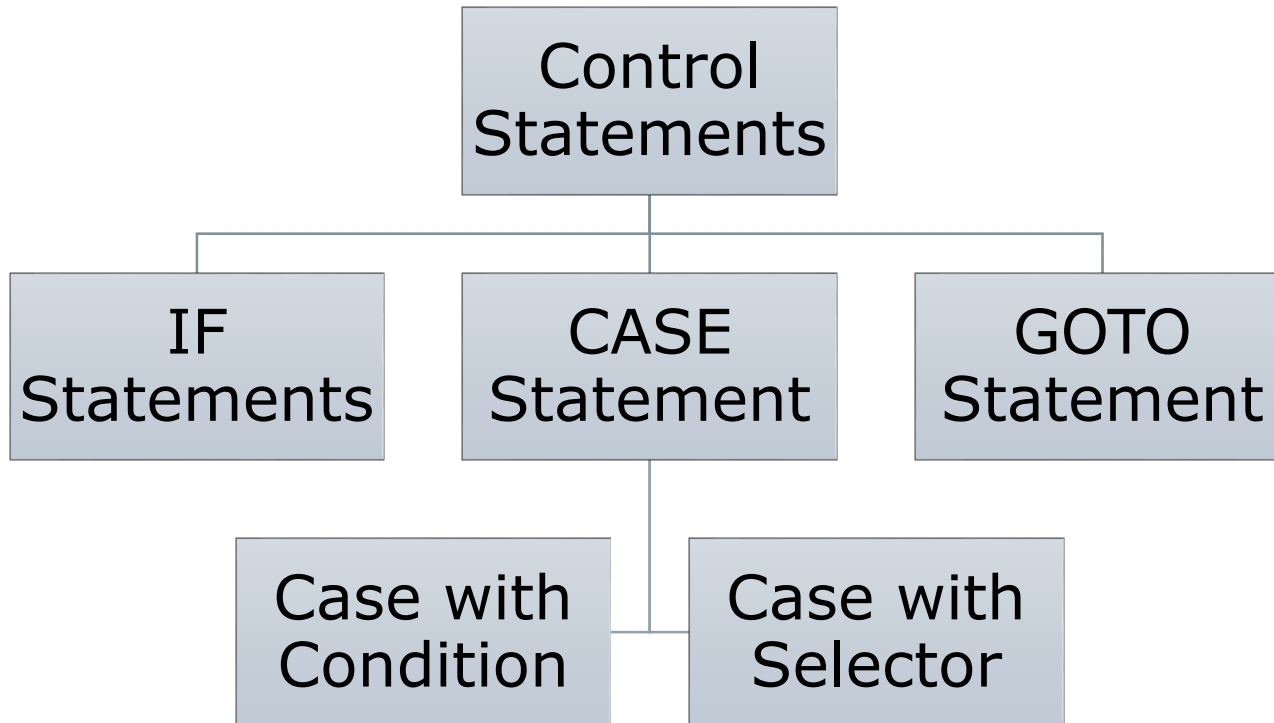 Control
Statements
IF
Statements
CASE
Statement
GOTO
Statement
Case with
Condition
Case with
Selector